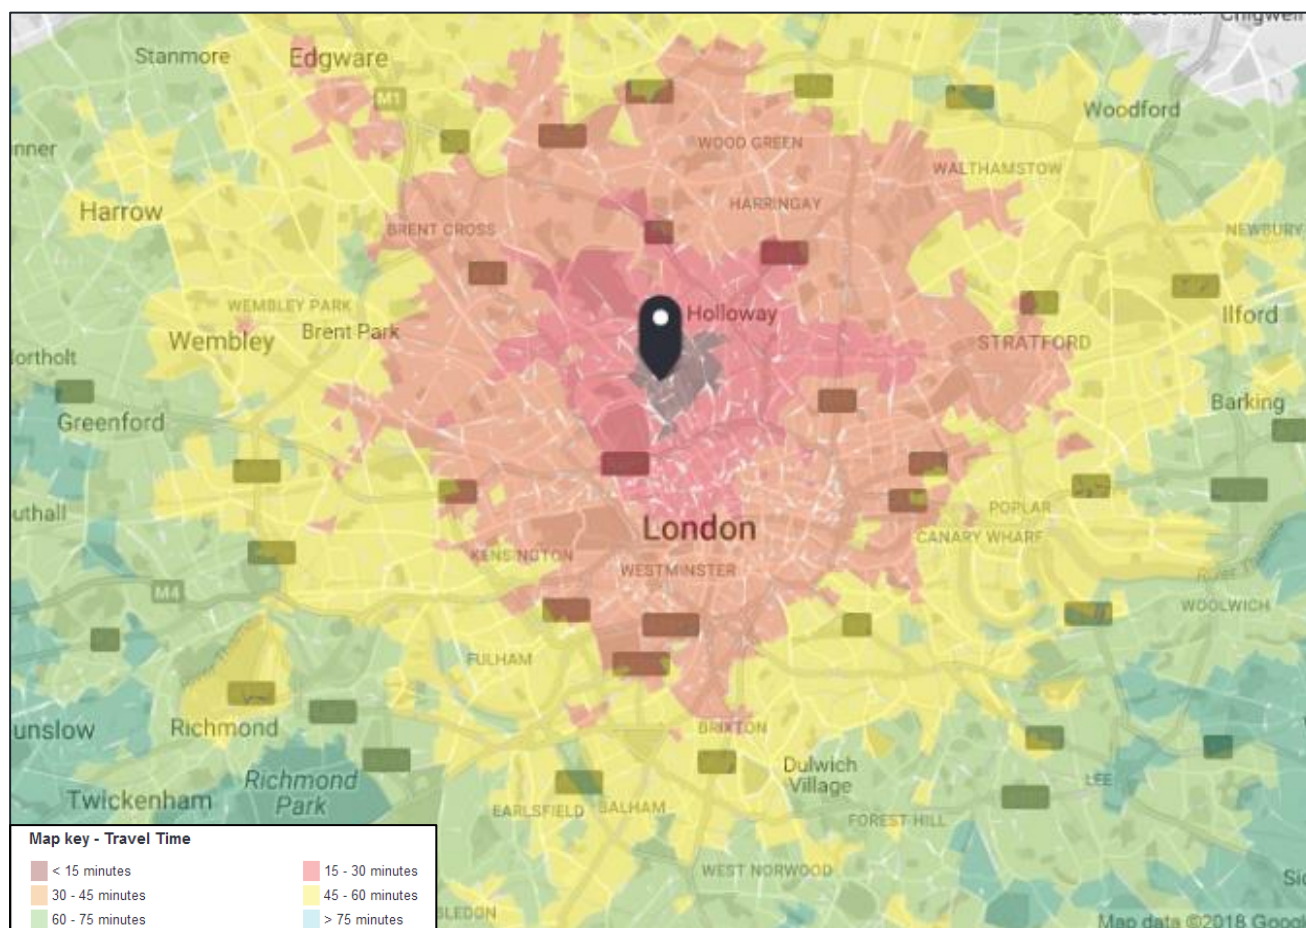 Chigwell
Stanmore
Edgware
M1
Woodford
WOOD GREEN
WALTHAMSTOW
Harrow
HARRINGAY
BRENT CROSS
NEWBURY
WEMBLEY PARK
Holloway
Ilford
Brent Park
Wembley
STRATFORD
Barking
Greenford
POPLAR
London
CANARY WHARF
KENSINGTON
WESTMINSTER
M4
WOOLWICH
FULHAM
Richmond
BRIXTON
unslow
Dulwich
Village
Richmond
Park
LEE
Twickenham
EARLSFIELD
BALHAM
FOREST HILL
WEST NORWOOD
Map key - Travel Time
< 15 minutes
15 - 30 minutes
30 - 45 minutes
45 - 60 minutes
60 - 75 minutes
> 75 minutes
Map data ©2018 Google